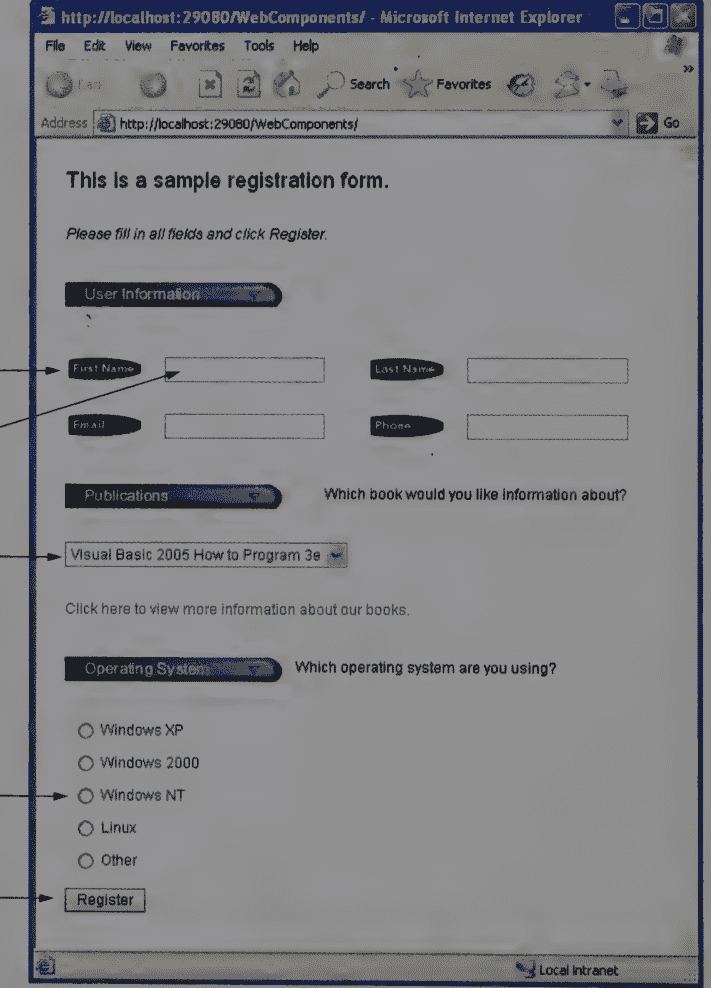 http://localhost:29080/WebComponents/ - Microsoft Internet Explorer
File Edit View Favorites Tools Help
Search Favorites
Address http://localhost:29080/WebComponents/ Go
This is a sample registration form.
Please fill in all fields and click Register.
User Information
First Name Last Name
Email Phone
Publications Which book would you like information about?
Visual Basic 2005 How to Program 3e
Click here to view more information about our books.
Operating System Which operating system are you using?
Windows XP
Windows 2000
Windows NT
Linux
Other
Register
Local intranet